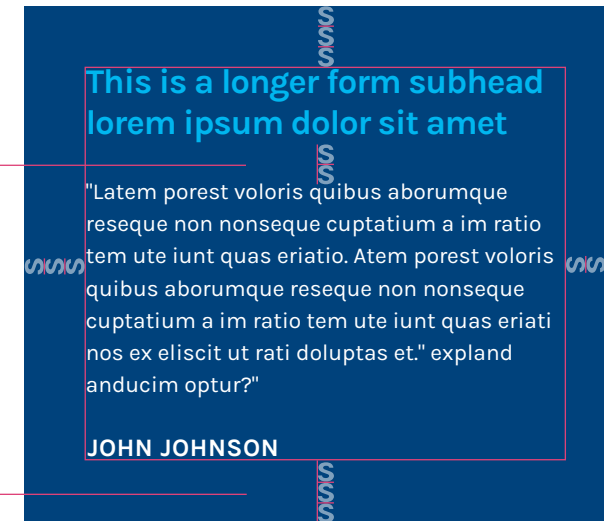 S
S
S
This is a longer form subhead
lorem ipsum dolor sit amet
S
S
"Latem porest voloris quibus aborumque
reseque non nonseque cuptatium a im ratio
tem ute iunt quas eriatio. Atem porest voloris
SSS
SS
quibus aborumque reseque non nonseque
cuptatium a im ratio tem ute iunt quas eriati
nos ex eliscit ut rati doluptas et." expland
anducim optur?"
JOHN JOHNSON
S
S
S